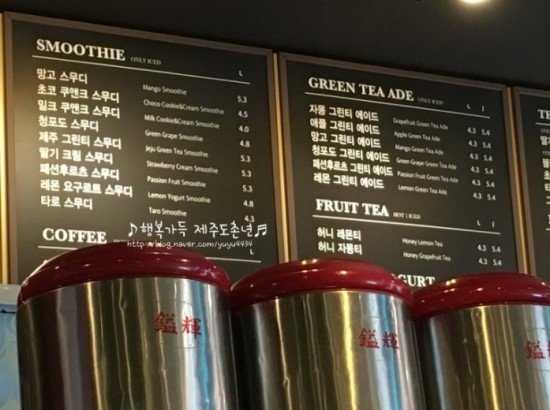 SMOOTHIE ONLY ICED L
망고 스무디 Mango Smoothie 5.3
초코 쿠앤크 스무디 Choco Cookie&Cream Smoothie 4.5
밀크 쿠앤크 스무디 Milk Cookie&Cream Smoothie 4.0
청포도 스무디 Green Grape Smoothie 4.8
제주 그린티 스무디 Jeju Green Tea Smoothie 5.3
딸기 크림 스무디 Strawberry Cream Smoothie 5.3
패션후르츠 스무디 Passion Fruit Smoothie 5.3
레몬 요구르트 스무디 Lemon Yogurt Smoothie 4.9
타로 스무디 Taro Smoothie
COFFEE
♪행복가득 제주도촌년♬
http://blog.naver.com/yuyu4434
GREEN TEA ADE ONLY ICED L J
자몽 그린티 에이드 Grapefruit Green Tea Ade 4.3 5.4
애플 그린티 에이드 Apple Green Tea Ade 4.3 5.4
망고 그린티 에이드 Mango Green Tea Ade 4.3 5.4
청포도 그린티 에이드 Green Grape Green Tea Ade 4.3 5.4
패션후르츠 그린티 에이드 Passion Fruit Green Tea Ade 4.3 5.4
레몬 그린티 에이드 Lemon Green Tea Ade 4.3 5.4
FRUIT TEA HOT | ICED L J
허니 레몬티 Honey Lemon Tea 4.3 5.4
허니 자몽티 Honey Grapefruit Tea 4.3 5.4
GURT
TE
鎰輝
鎰輝
鎰輝